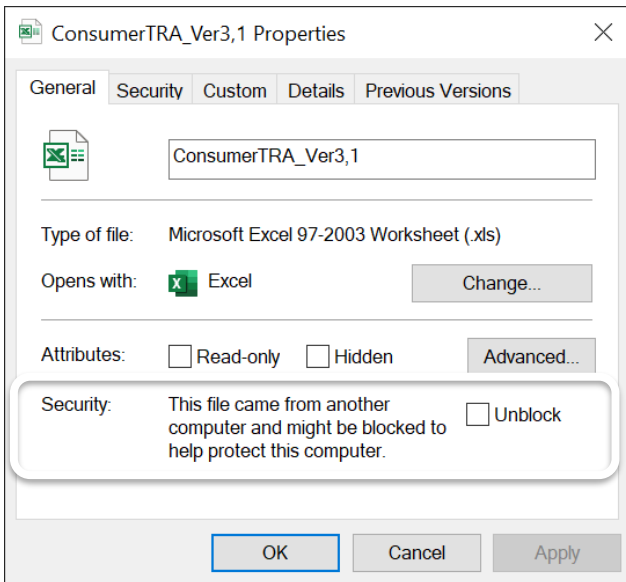 ConsumerTRA_Ver3,1 Properties
General Security Custom Details Previous Versions
ConsumerTRA_Ver3,1
Type of file: Microsoft Excel 97-2003 Worksheet (.xls)
Opens with: Excel Change...
Attributes: Read-only Hidden Advanced...
Security: This file came from another
computer and might be blocked to Unblock
help protect this computer.
OK Cancel Apply